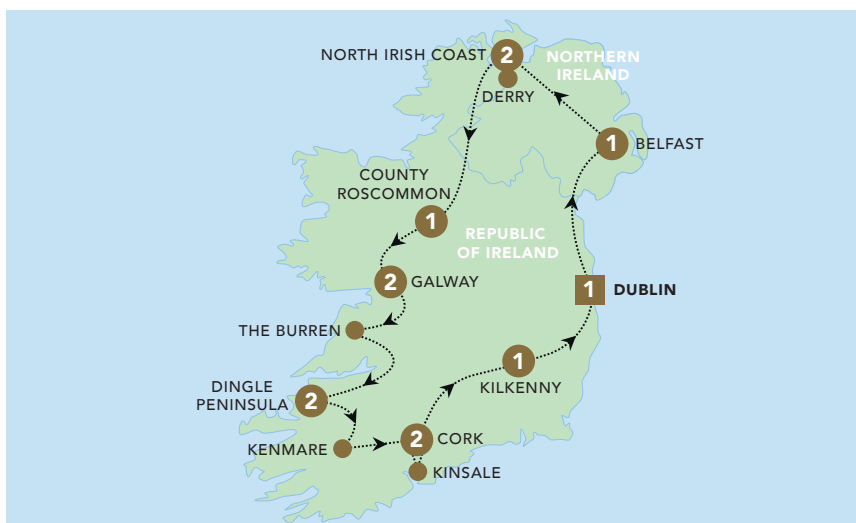 NORTH IRISH COAST
2
NORTHERN
IRELAND
DERRY
1
BELFAST
COUNTY
ROSCOMMON
1
REPUBLIC
OF IRELAND
2
GALWAY
1
DUBLIN
THE BURREN
1
KILKENNY
DINGLE
PENINSULA
2
2
CORK
KENMARE
KINSALE